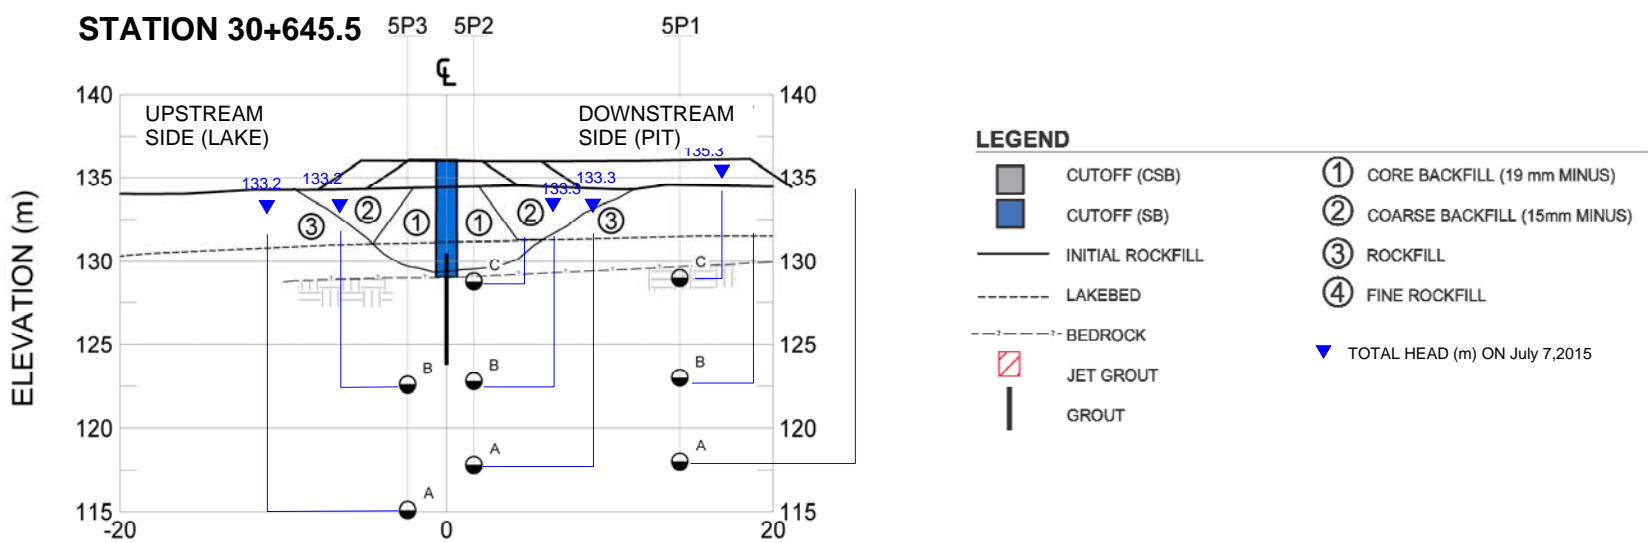 STATION 30+645.5
5P3 5P2 5P1
℄
140 140
UPSTREAM
SIDE (LAKE)
DOWNSTREAM
SIDE (PIT)
135.3
135 135
133.2 133.2 133.3 133.3
3 2 1 1 2 3
130 130
C C
125 125
B B B
120 120
A A
A
115 115
-20 0 20
ELEVATION (m)
LEGEND
CUTOFF (CSB)
CUTOFF (SB)
INITIAL ROCKFILL
LAKEBED
-?- BEDROCK
JET GROUT
GROUT
1 CORE BACKFILL (19 mm MINUS)
2 COARSE BACKFILL (15mm MINUS)
3 ROCKFILL
4 FINE ROCKFILL
TOTAL HEAD (m) ON July 7,2015